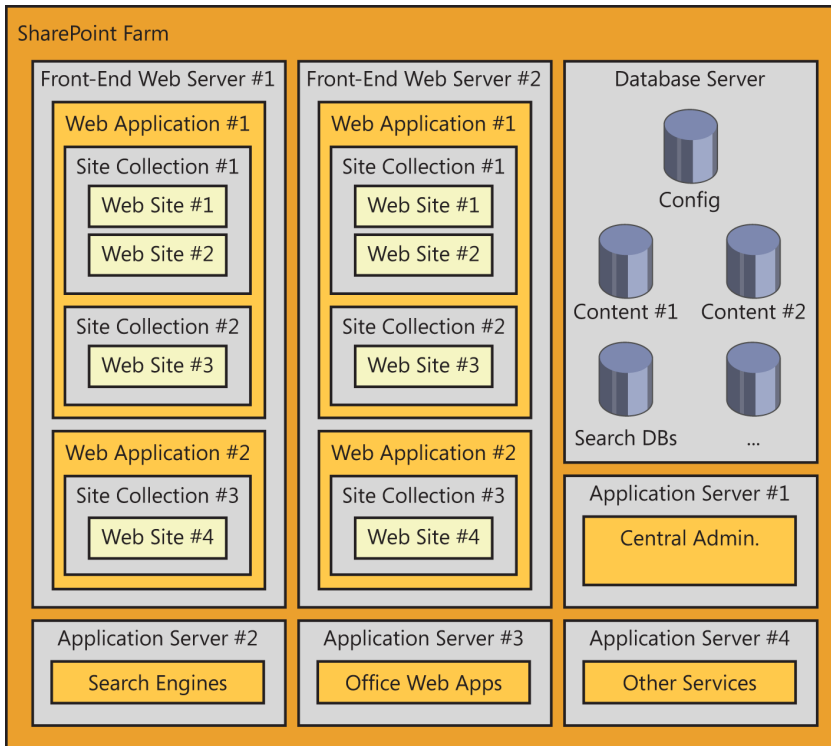 SharePoint Farm
Front-End Web Server #1
Web Application #1
Site Collection #1
Web Site #1
Web Site #2
Site Collection #2
Web Site #3
Web Application #2
Site Collection #3
Web Site #4
Front-End Web Server #2
Web Application #1
Site Collection #1
Web Site #1
Web Site #2
Site Collection #2
Web Site #3
Web Application #2
Site Collection #3
Web Site #4
Database Server
Config
Content #1
Content #2
Search DBs
...
Application Server #1
Central Admin.
Application Server #2
Search Engines
Application Server #3
Office Web Apps
Application Server #4
Other Services